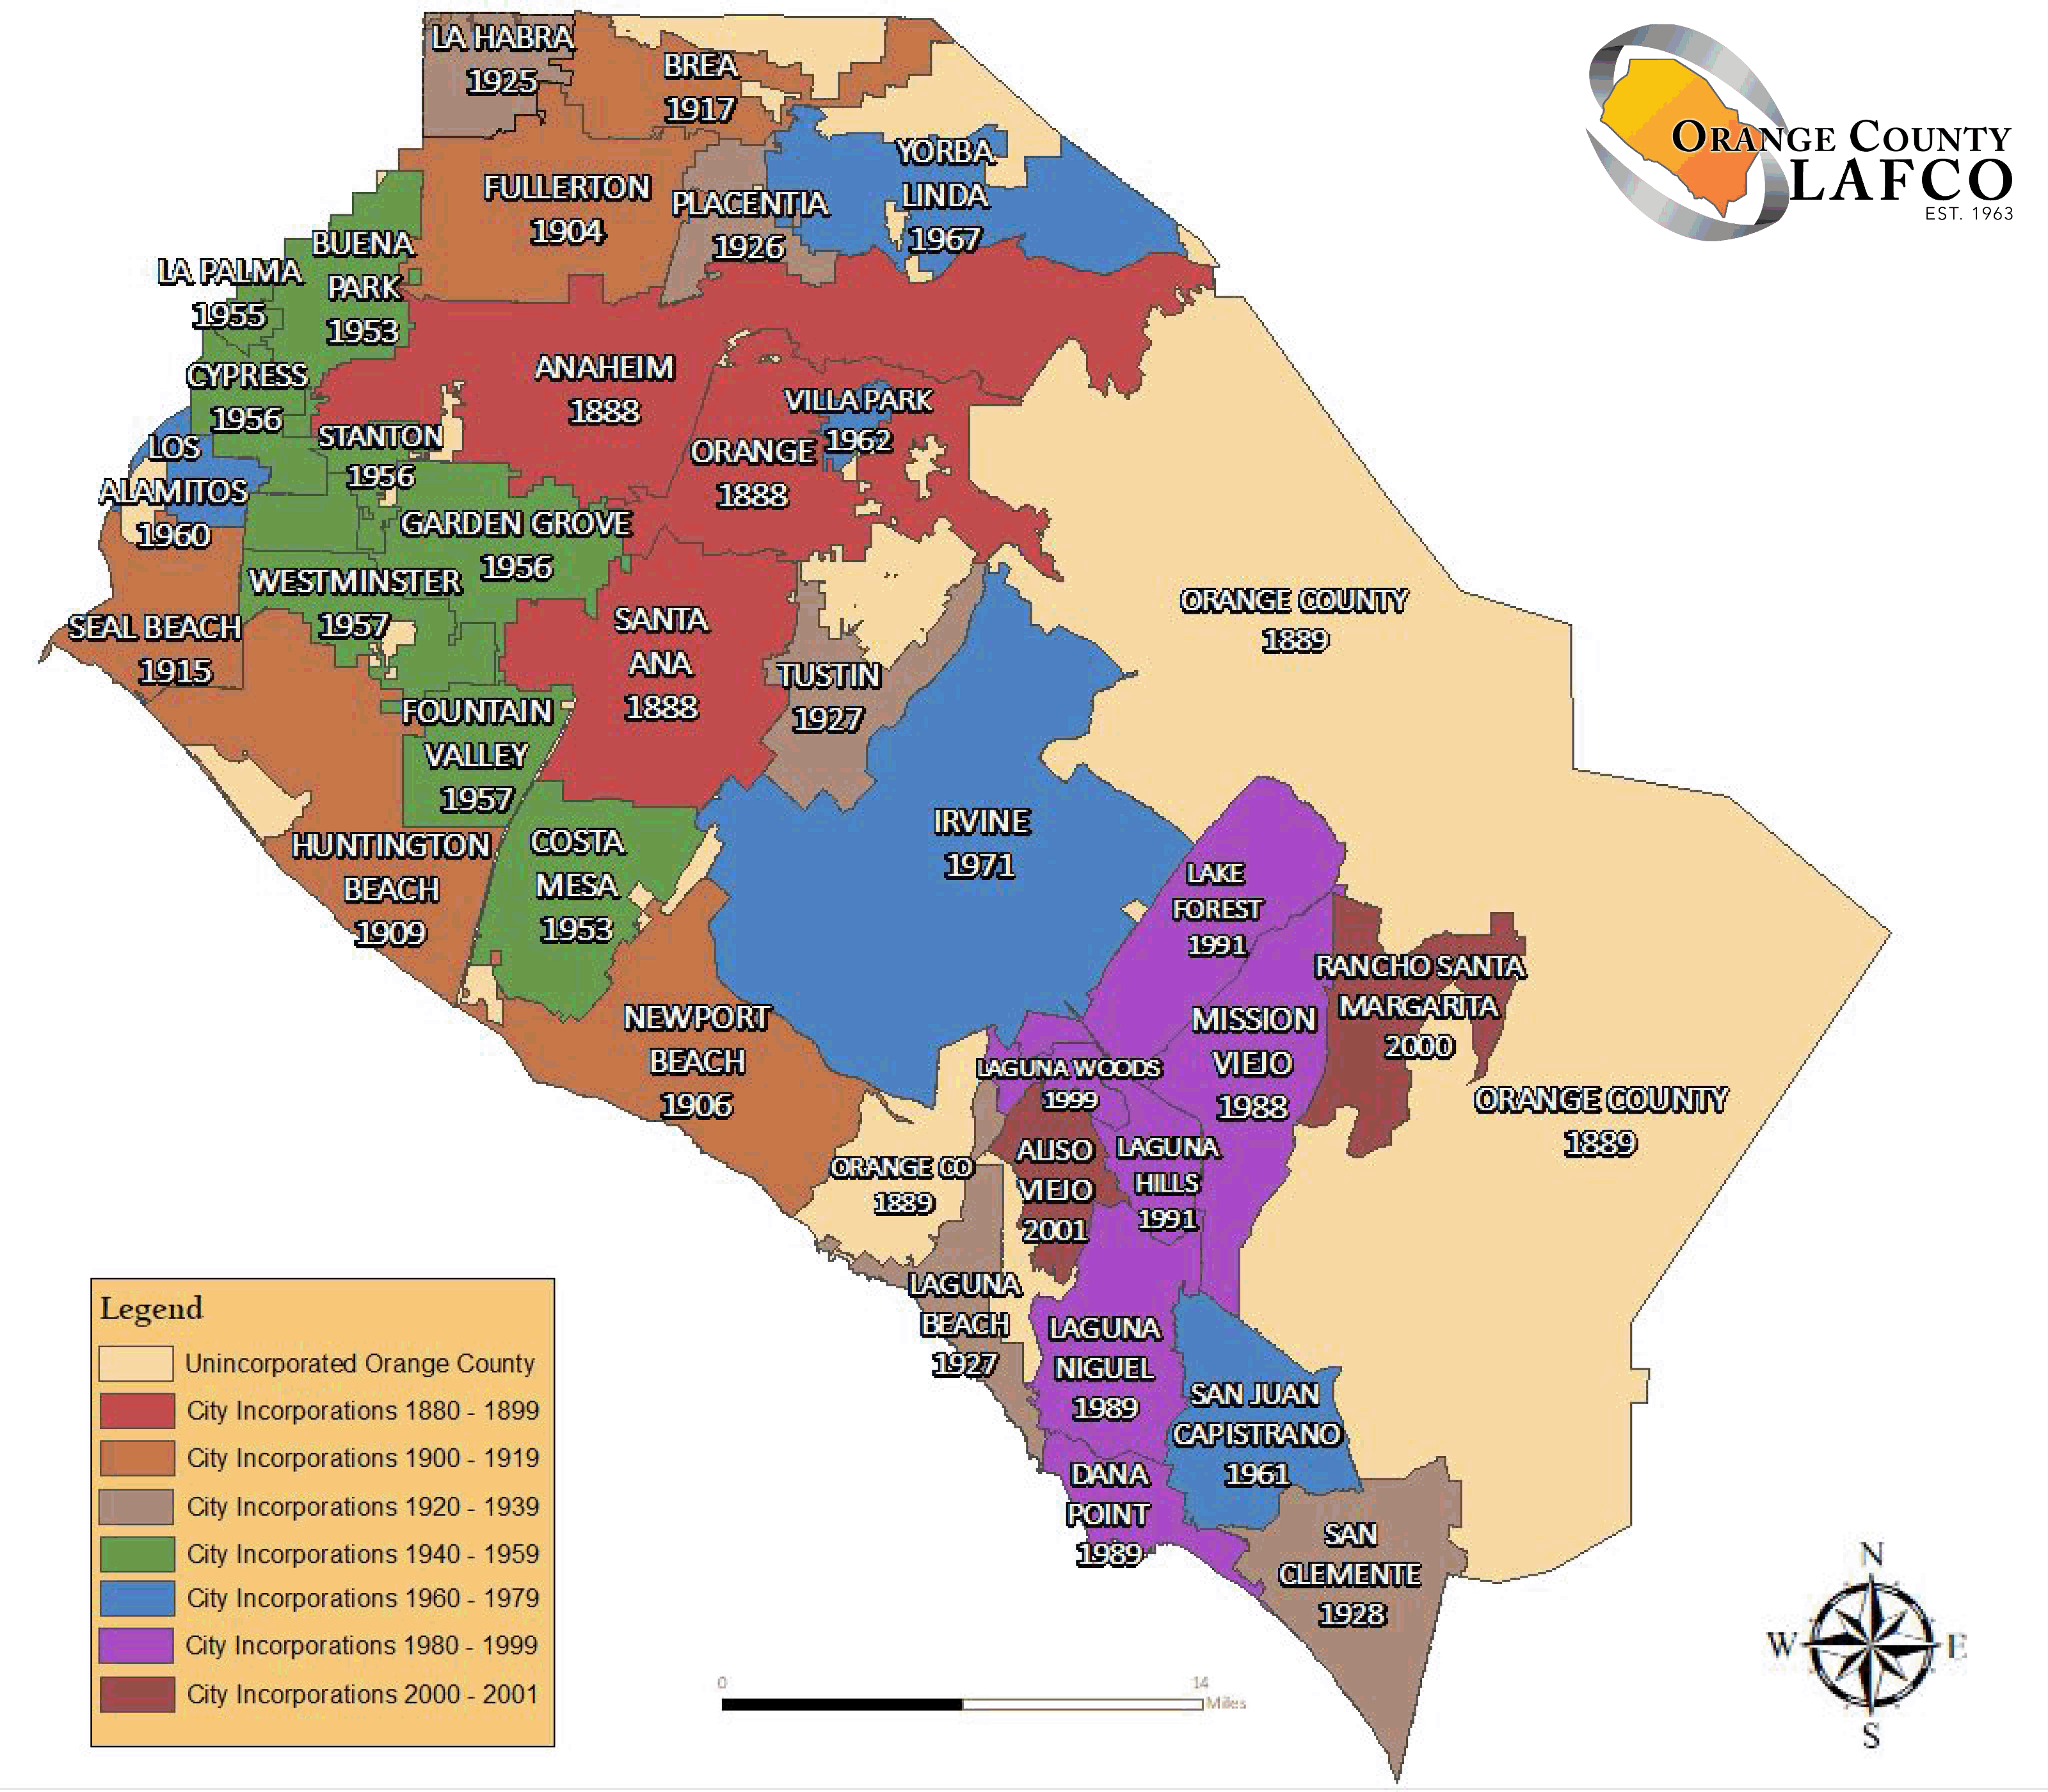 LA HABRA
1925
BREA
1917
ORANGE COUNTY
LAFCO
EST. 1963
YORBA
LINDA
1967
FULLERTON
1904
PLACENTIA
1926
BUENA
PARK
1953
LA PALMA
1955
CYPRESS
1956
ANAHEIM
1888
VILLA PARK
1962
ORANGE
1888
STANTON
1956
LOS
ALAMITOS
1960
GARDEN GROVE
1956
WESTMINSTER
1957
SEAL BEACH
1915
SANTA
ANA
1888
TUSTIN
1927
ORANGE COUNTY
1889
FOUNTAIN
VALLEY
1957
HUNTINGTON
BEACH
1909
COSTA
MESA
1953
IRVINE
1971
LAKE
FOREST
1991
RANCHO SANTA
MARGARITA
2000
NEWPORT
BEACH
1906
MISSION
VIEJO
1988
LAGUNA WOODS
1999
ORANGE COUNTY
1889
ORANGE CO
1889
ALISO
VIEJO
2001
LAGUNA
HILLS
1991
LAGUNA
BEACH
1927
LAGUNA
NIGUEL
1989
SAN JUAN
CAPISTRANO
1961
DANA
POINT
1989
SAN
CLEMENTE
1928
Legend
Unincorporated Orange County
City Incorporations 1880 - 1899
City Incorporations 1900 - 1919
City Incorporations 1920 - 1939
City Incorporations 1940 - 1959
City Incorporations 1960 - 1979
City Incorporations 1980 - 1999
City Incorporations 2000 - 2001
0 14
Miles
N
W E
S